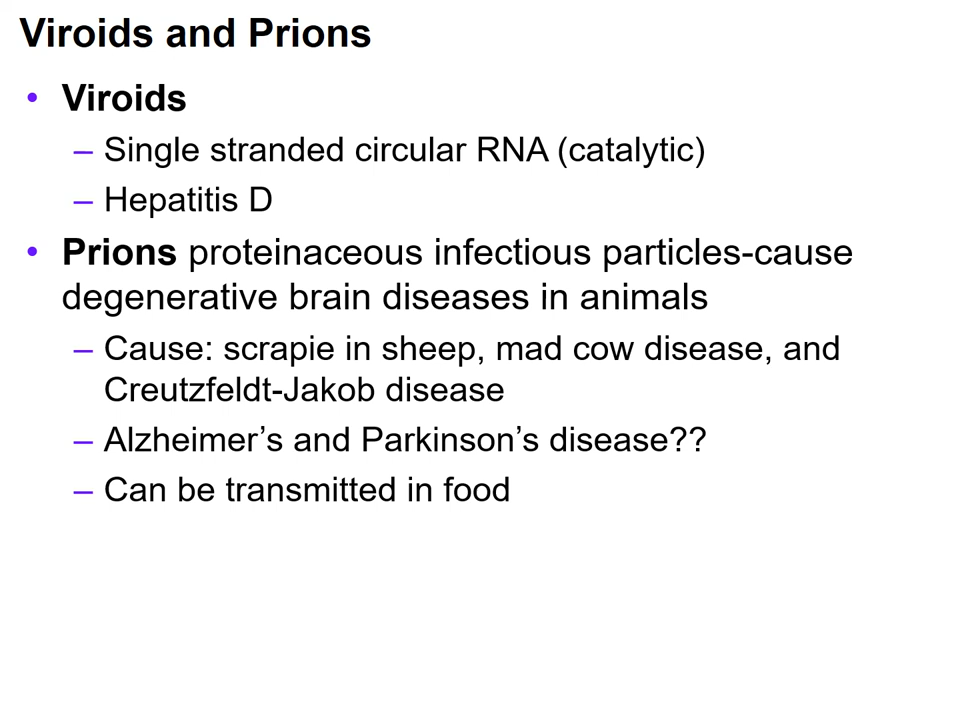 Viroids and Prions
• Viroids
– Single stranded circular RNA (catalytic)
– Hepatitis D
• Prions proteinaceous infectious particles-cause
degenerative brain diseases in animals
– Cause: scrapie in sheep, mad cow disease, and
Creutzfeldt-Jakob disease
– Alzheimer’s and Parkinson’s disease??
– Can be transmitted in food